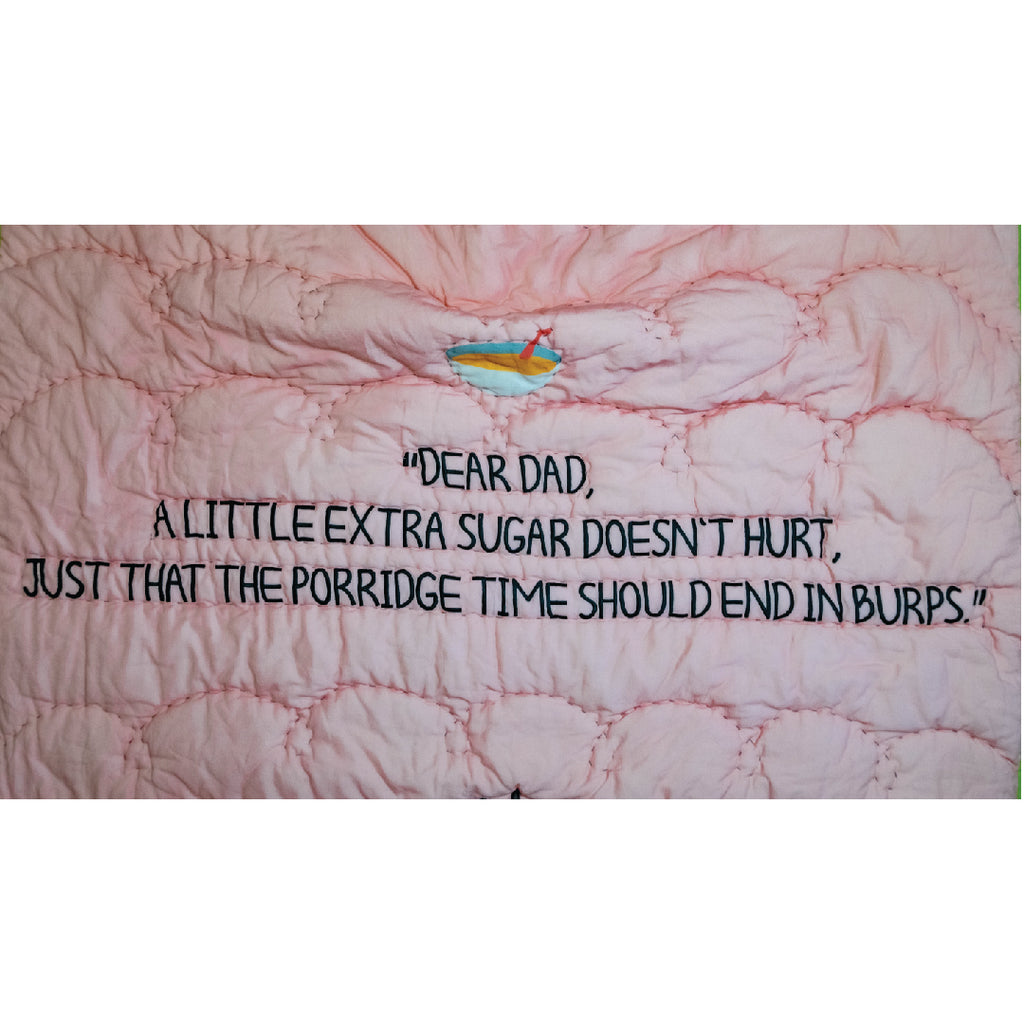 "DEAR DAD,
A LITTLE EXTRA SUGAR DOESN'T HURT,
JUST THAT THE PORRIDGE TIME SHOULD END IN BURPS."